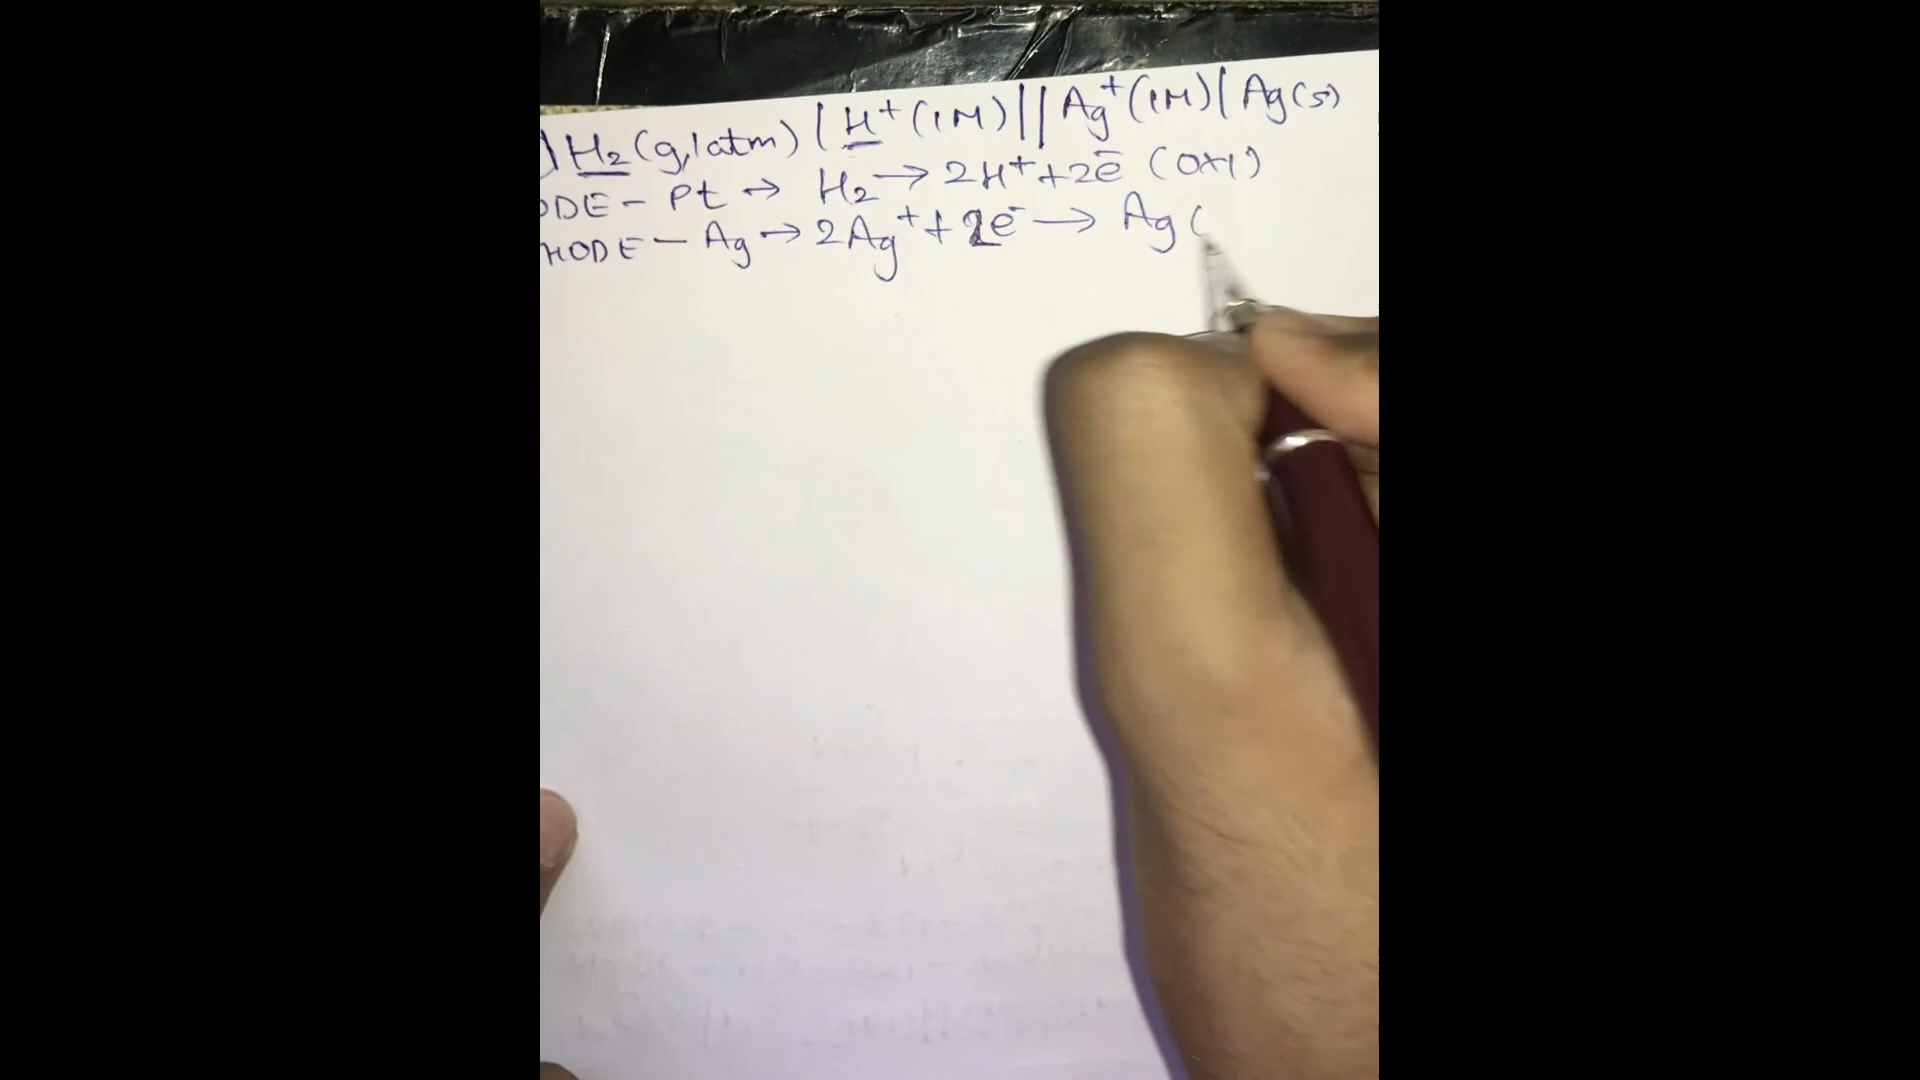 ) H₂(g,1atm) | H⁺(1M) || Ag⁺(1M) | Ag(s)
ODE - Pt → H₂ → 2H⁺ + 2e⁻ (OXI)
HODE - Ag → 2Ag⁺ + 2e⁻ → Ag (